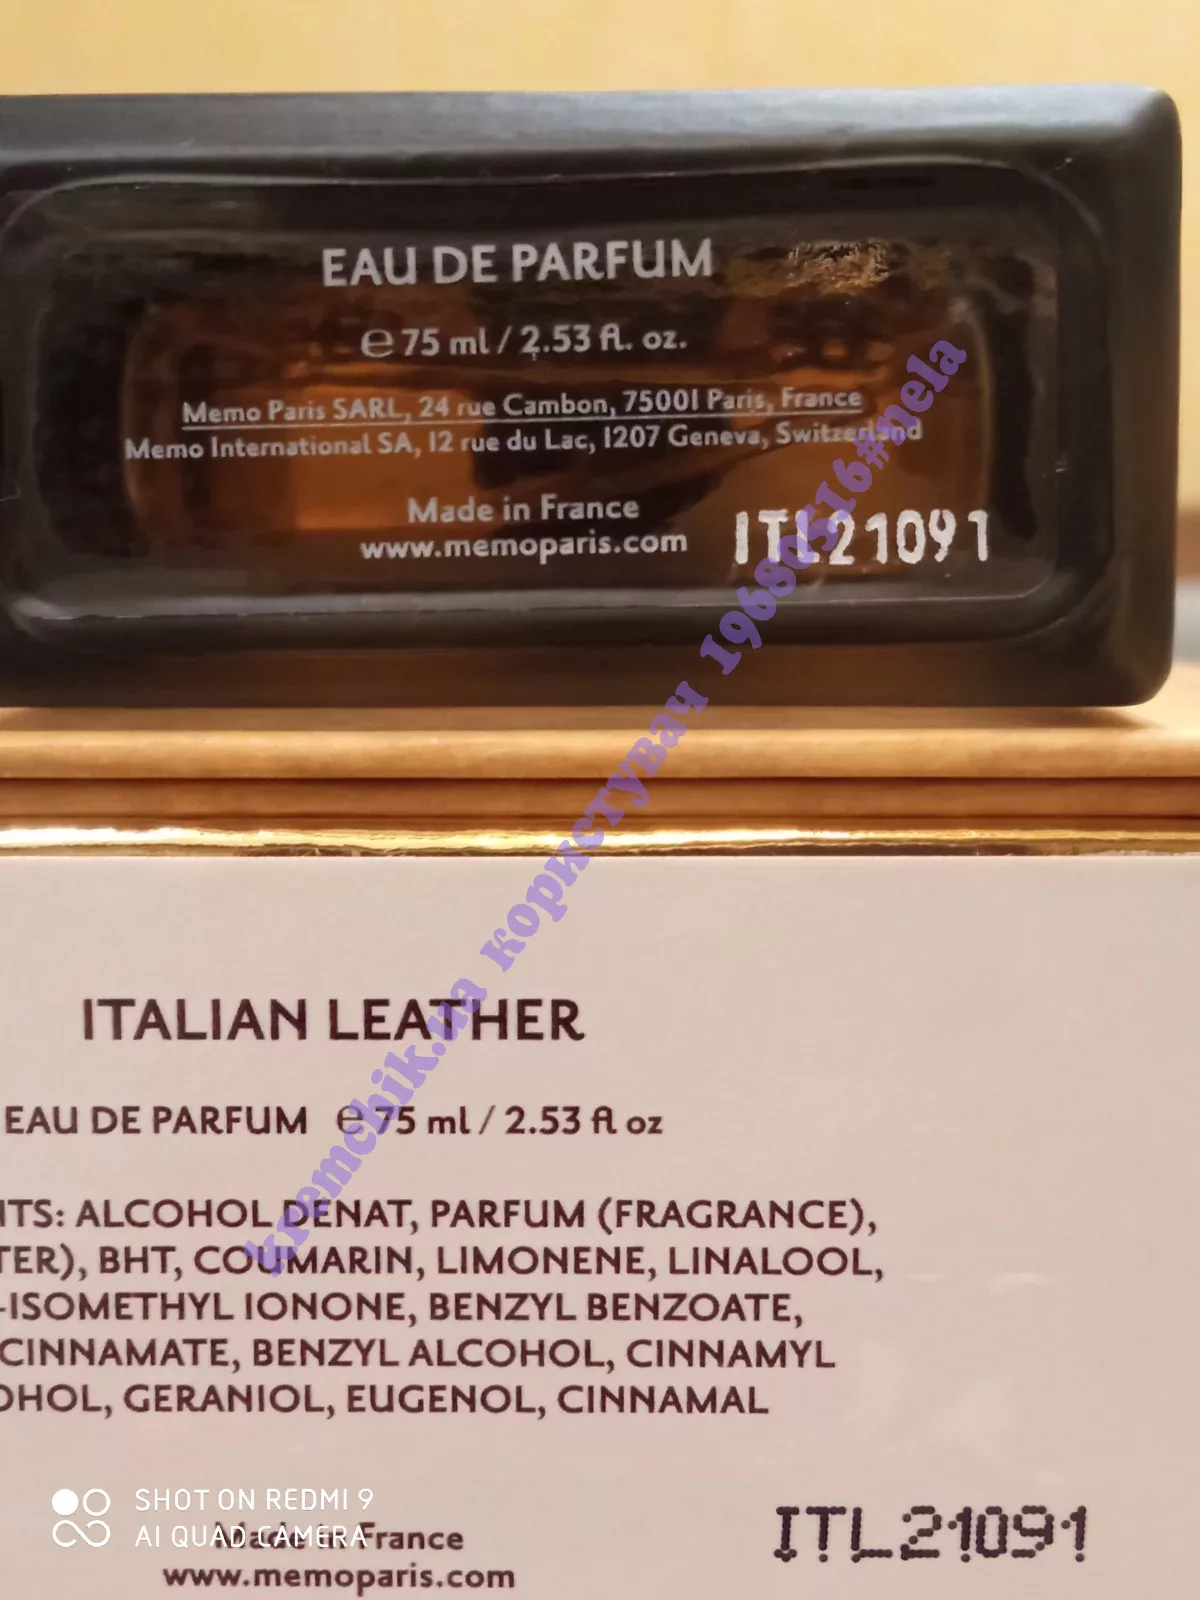 EAU DE PARFUM
℮ 75 ml / 2.53 fl. oz.
Memo Paris SARL, 24 rue Cambon, 75001 Paris, France
Memo International SA, 12 rue du Lac, 1207 Geneva, Switzerland
Made in France
www.memoparis.com
ITL21091
kremchik.ua користувач 19680516#nela
ITALIAN LEATHER
EAU DE PARFUM ℮ 75 ml / 2.53 fl oz
NTS: ALCOHOL DENAT, PARFUM (FRAGRANCE),
TER), BHT, COUMARIN, LIMONENE, LINALOOL,
-ISOMETHYL IONONE, BENZYL BENZOATE,
CINNAMATE, BENZYL ALCOHOL, CINNAMYL
OHOL, GERANIOL, EUGENOL, CINNAMAL
SHOT ON REDMI 9
AI QUAD CAMERA
Made in France
www.memoparis.com
ITL21091